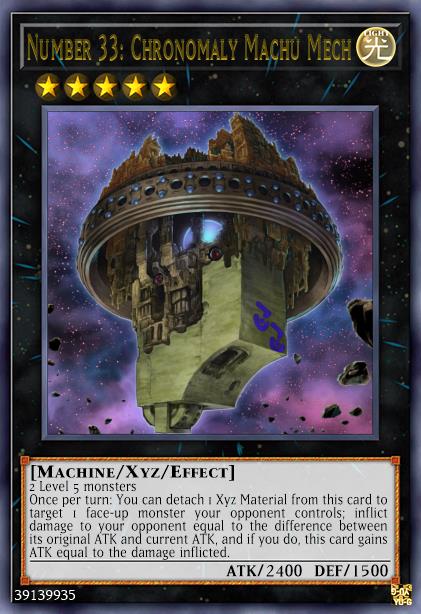 Number 33: Chronomaly Machu Mech
LIGHT
光
33
[Machine/Xyz/Effect]
2 Level 5 monsters
Once per turn: You can detach 1 Xyz Material from this card to
target 1 face-up monster your opponent controls; inflict
damage to your opponent equal to the difference between
its original ATK and current ATK, and if you do, this card gains
ATK equal to the damage inflicted.
ATK/2400 DEF/1500
39139935